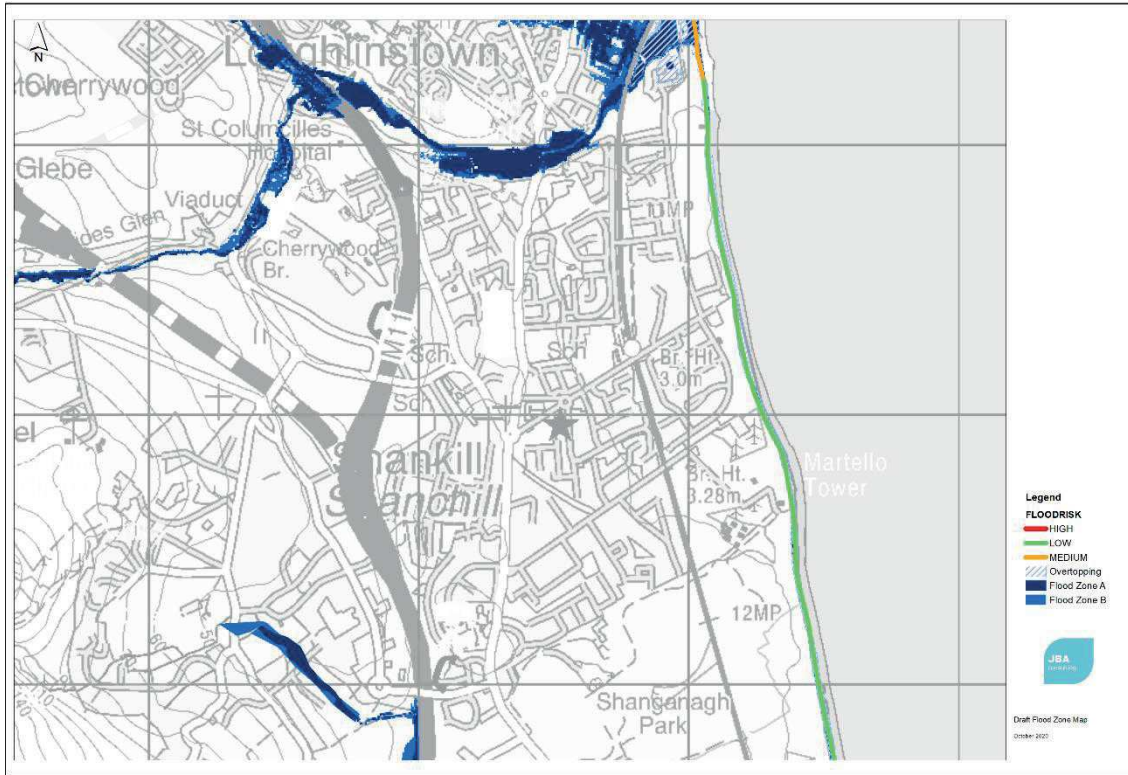 N
Loughlinstown
Cherrywood
St Columcilles
Hospital
Glebe
Viaduct
11MP
Cherrywood
Br.
M11
Sch
Sch
Br. Ht.
3.0m
Sch
el
Shankill
Seanchill
Br. Ht.
3.28m
Martello
Tower
12MP
Shanganagh
Park
Legend
FLOODRISK
HIGH
LOW
MEDIUM
Overtopping
Flood Zone A
Flood Zone B
JBA
consulting
Draft Flood Zone Map
October 2020